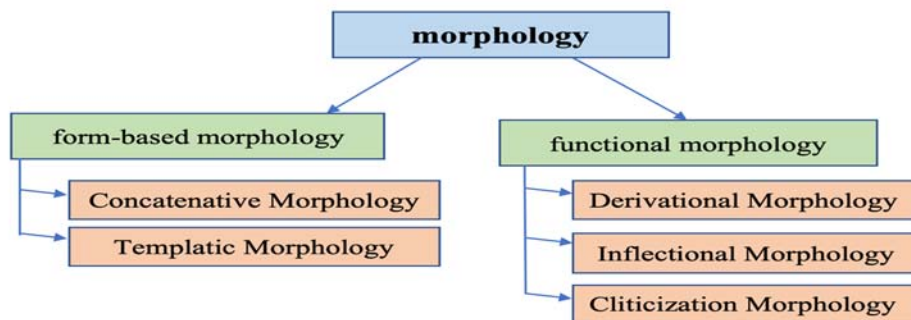 morphology
form-based morphology
Concatenative Morphology
Templatic Morphology
functional morphology
Derivational Morphology
Inflectional Morphology
Cliticization Morphology